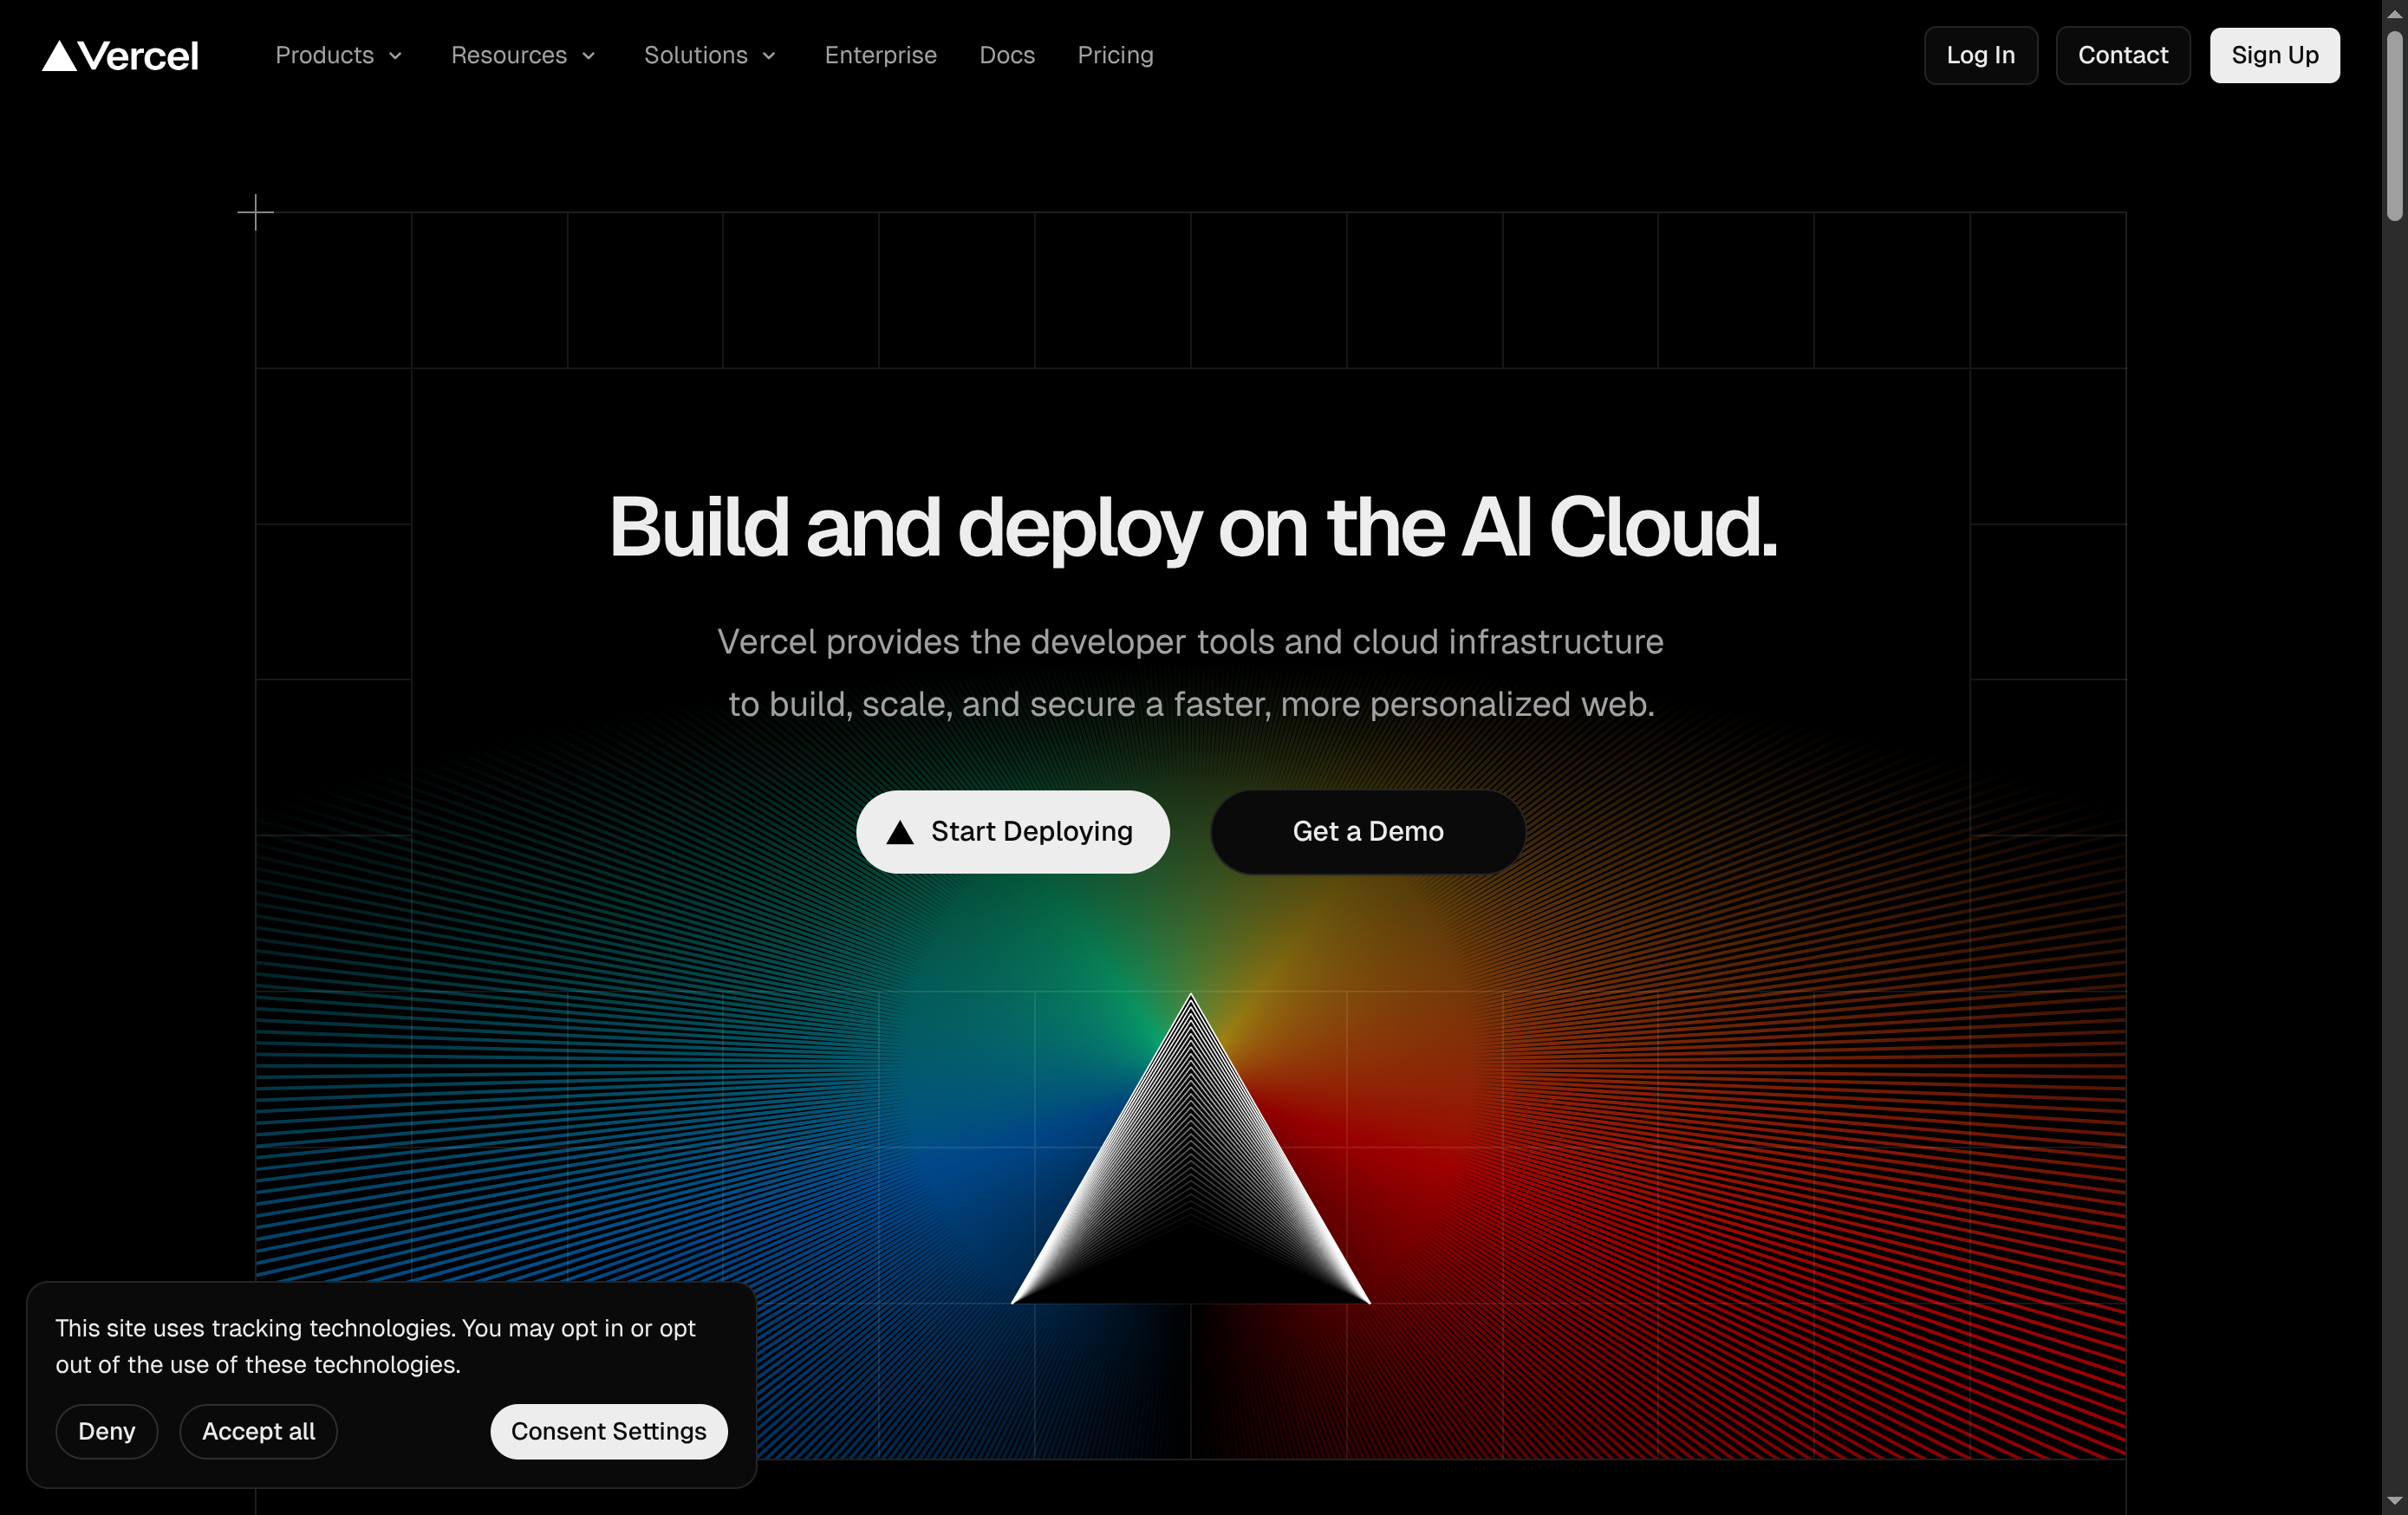 Vercel
Products
Resources
Solutions
Enterprise
Docs
Pricing
Log In
Contact
Sign Up
Build and deploy on the AI Cloud.
Vercel provides the developer tools and cloud infrastructure
to build, scale, and secure a faster, more personalized web.
Start Deploying
Get a Demo
This site uses tracking technologies. You may opt in or opt
out of the use of these technologies.
Deny
Accept all
Consent Settings